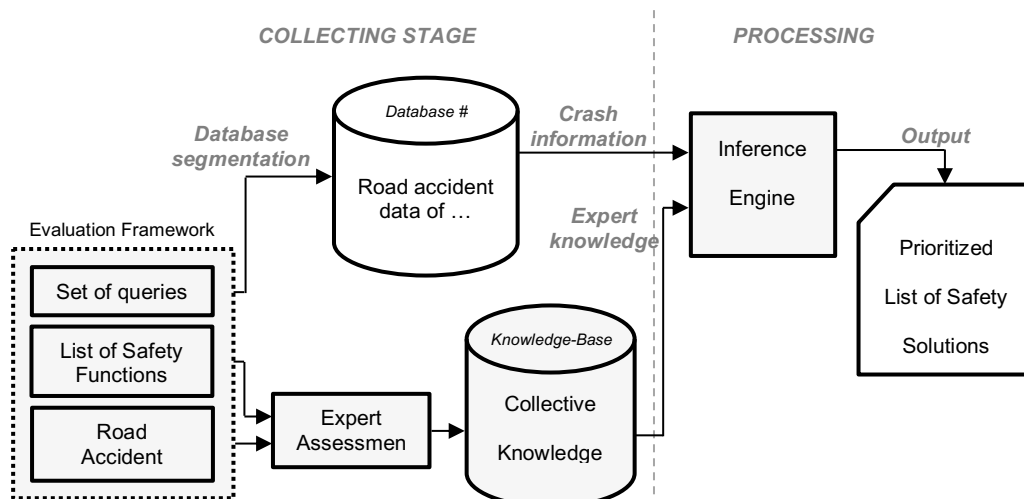 COLLECTING STAGE
PROCESSING
Database #
Road accident
data of …
Database
segmentation
Crash
information
Inference
Engine
Output
Expert
knowledge
Prioritized
List of Safety
Solutions
Evaluation Framework
Set of queries
List of Safety
Functions
Road
Accident
Expert
Assessmen
Knowledge-Base
Collective
Knowledge